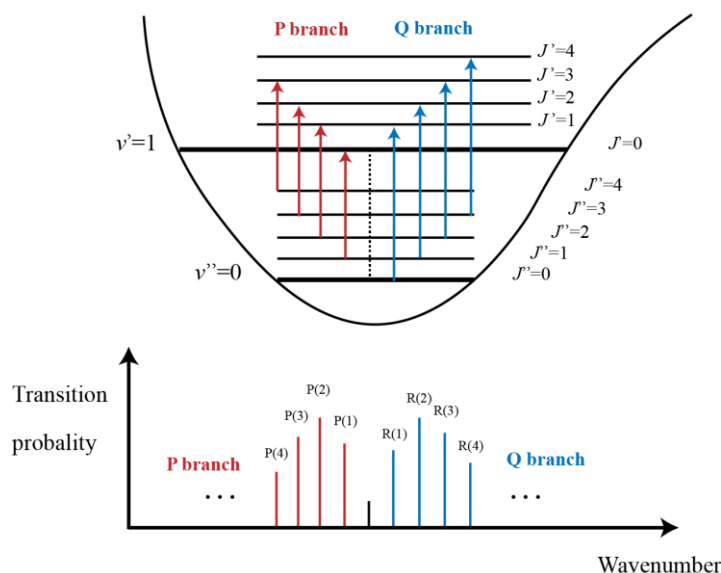 P branch
Q branch
J'=4
J'=3
J'=2
J'=1
v'=1
J'=0
J''=4
J''=3
J''=2
J''=1
v''=0
J''=0
Transition
probality
P(2)
R(2)
P(3)
P(1)
R(3)
R(1)
P(4)
R(4)
P branch
Q branch
...
...
Wavenumber